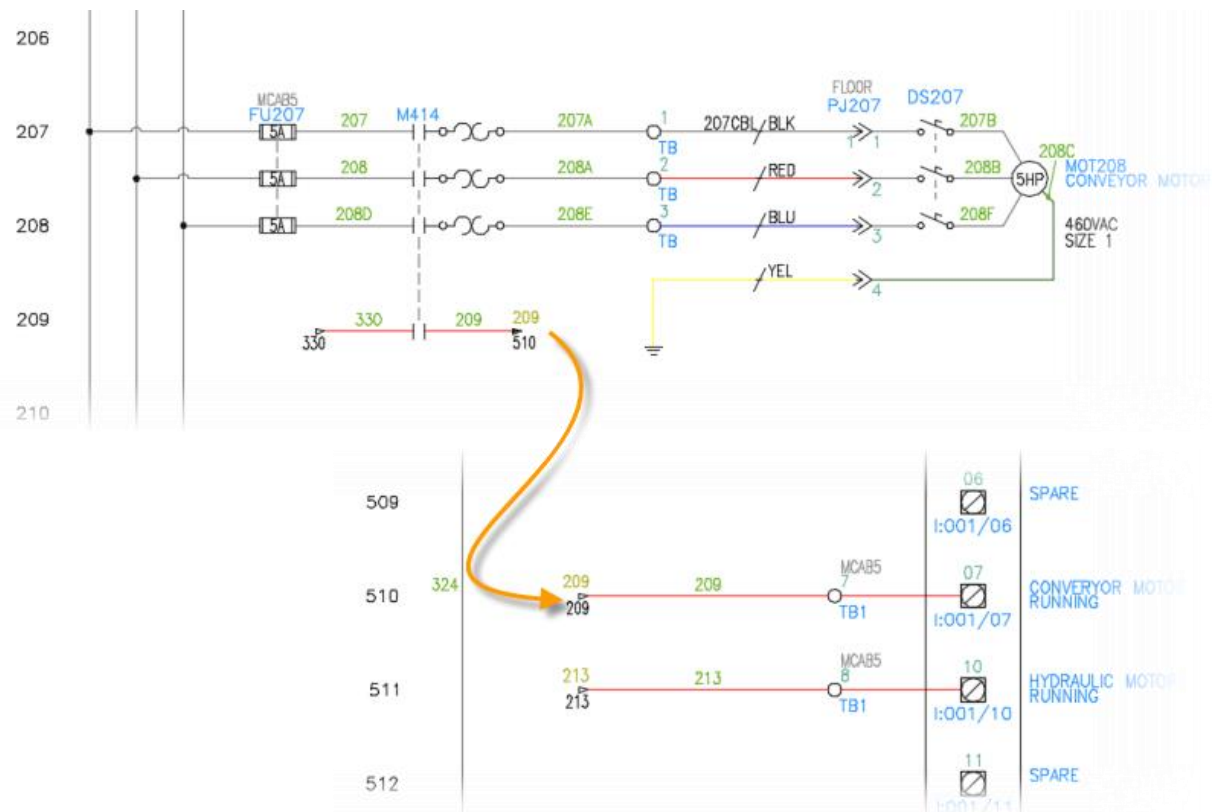 206
MCAB5
FU207
M414
FLOOR
PJ207
DS207
207
5A
207
207A
1
TB
207CBL
BLK
1
1
207B
5A
208
208A
2
TB
RED
2
208B
5HP
208C
MOT208
CONVEYOR MOTOR
208
5A
208D
208E
3
TB
BLU
3
208F
460VAC
SIZE 1
YEL
4
209
330
330
209
209
510
210
509
06
I:001/06
SPARE
510
324
209
209
209
MCAB5
7
TB1
07
I:001/07
CONVERYOR MOTOR
RUNNING
511
213
213
213
MCAB5
8
TB1
10
I:001/10
HYDRAULIC MOTOR
RUNNING
512
11
I:001/11
SPARE